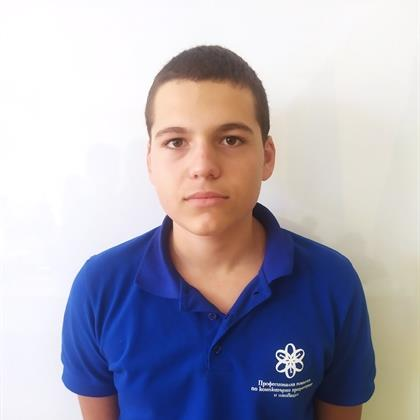 Професионална гимназия
по компютърно програмиране
и иновации